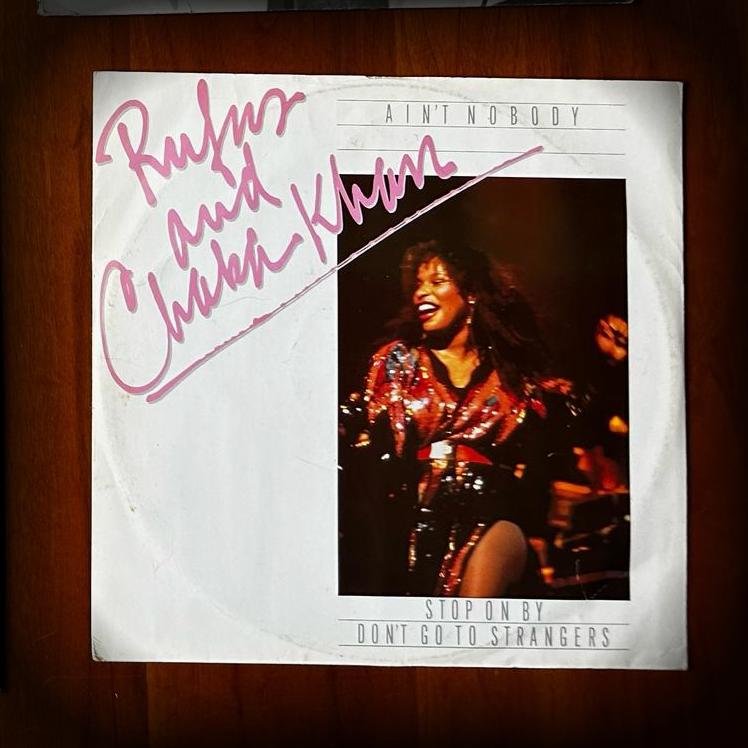 Rufus
and
Chaka Khan
AIN'T NOBODY
STOP ON BY
DON'T GO TO STRANGERS